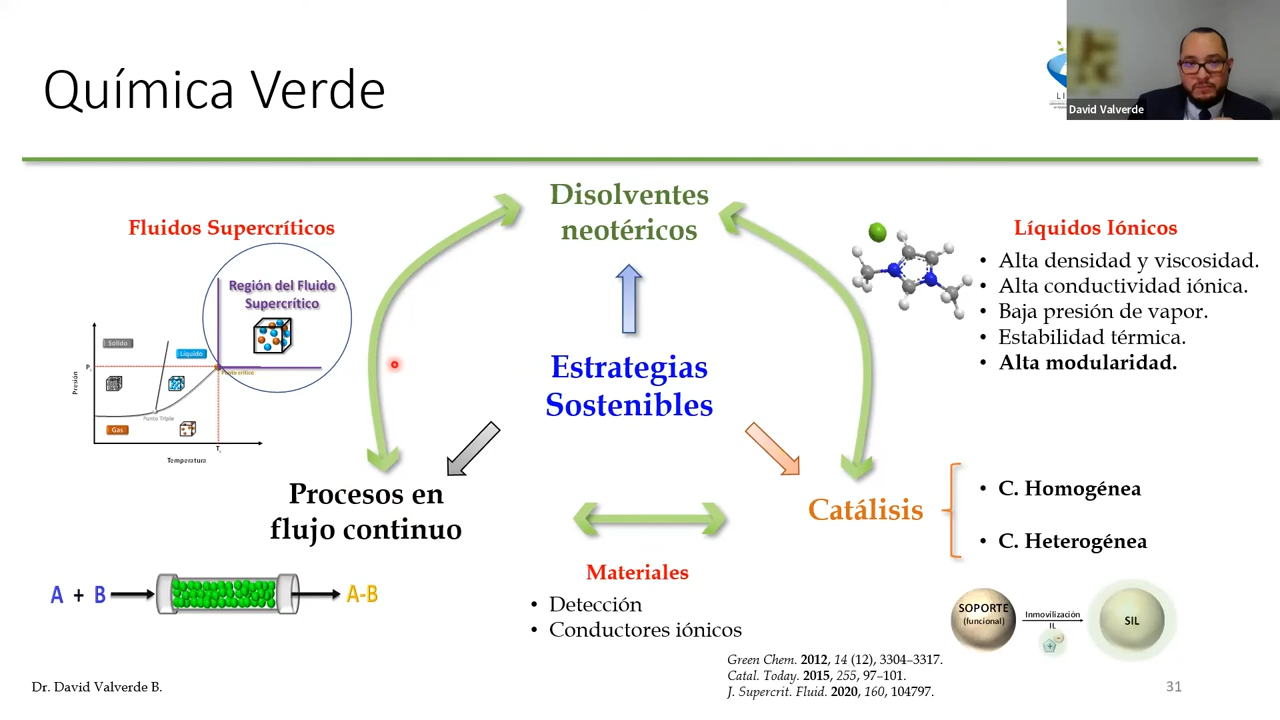 Química Verde
LI
David Valverde
Disolventes
neotéricos
Fluidos Supercríticos
Región del Fluido
Supercrítico
Sólido
Líquido
Pc
Punto crítico
Presión
Punto Triple
Gas
Tc
Temperatura
Líquidos Iónicos
• Alta densidad y viscosidad.
• Alta conductividad iónica.
• Baja presión de vapor.
• Estabilidad térmica.
• Alta modularidad.
Estrategias
Sostenibles
Procesos en
flujo continuo
Catálisis
• C. Homogénea
• C. Heterogénea
A + B
A-B
Materiales
• Detección
• Conductores iónicos
SOPORTE
(funcional)
Inmovilización
IL
+
−
SIL
Green Chem. 2012, 14 (12), 3304–3317.
Catal. Today. 2015, 255, 97–101.
J. Supercrit. Fluid. 2020, 160, 104797.
Dr. David Valverde B.
31